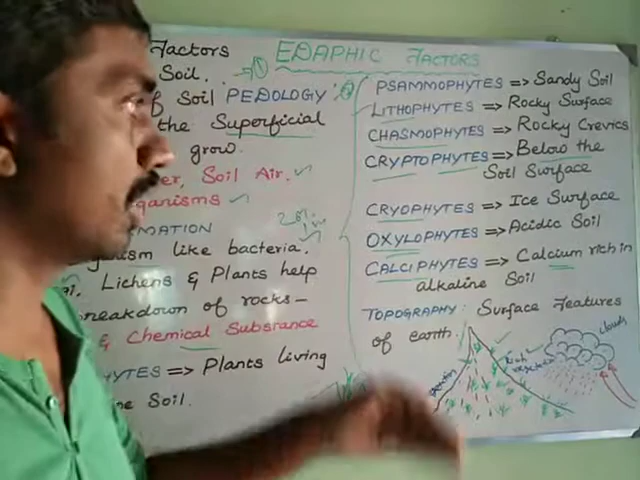 Factors
Soil.
of Soil PEDOLOGY
the Superficial
grow.
Soil Air.
like bacteria.
Lichens & Plants help
breakdown of rocks-
& Chemical Substance
=> Plants living
Soil.
EDAPHIC FACTORS
PSAMMOPHYTES => Sandy Soil
LITHOPHYTES => Rocky Surface
CHASMOPHYTES => Rocky Crevics
CRYPTOPHYTES => Below the
Soil Surface.
CRYOPHYTES => Ice Surface
OXYLOPHYTES => Acidic Soil
CALCIPHYTES => Calcium rich in
alkaline Soil
TOPOGRAPHY: Surface Features
of earth.
clouds